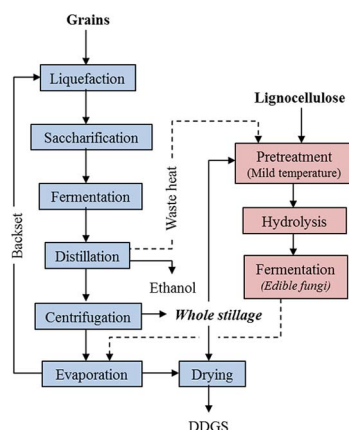 Grains
Liquefaction
Lignocellulose
Saccharification
Pretreatment
(Mild temperature)
Waste heat
Fermentation
Hydrolysis
Backset
Distillation
Fermentation
(Edible fungi)
Ethanol
Centrifugation
Whole stillage
Evaporation
Drying
DDGS